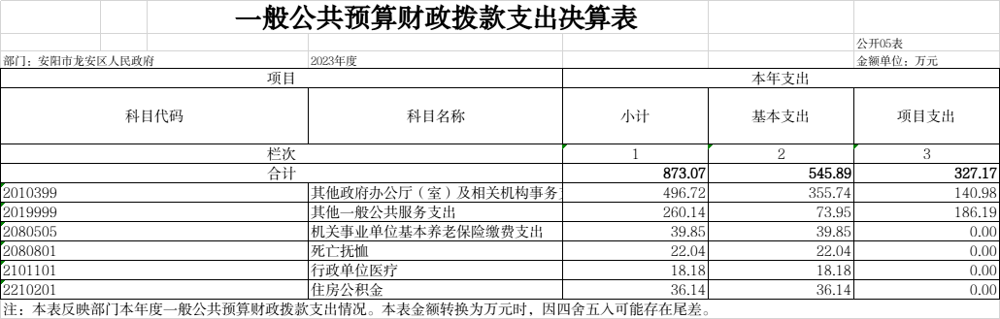 一般公共预算财政拨款支出决算表
公开05表
部门：安阳市龙安区人民政府 2023年度 金额单位：万元
项目 本年支出
科目代码 科目名称 小计 基本支出 项目支出
栏次 1 2 3
合计 873.07 545.89 327.17
2010399 其他政府办公厅（室）及相关机构事务 496.72 355.74 140.98
2019999 其他一般公共服务支出 260.14 73.95 186.19
2080505 机关事业单位基本养老保险缴费支出 39.85 39.85 0.00
2080801 死亡抚恤 22.04 22.04 0.00
2101101 行政单位医疗 18.18 18.18 0.00
2210201 住房公积金 36.14 36.14 0.00
注：本表反映部门本年度一般公共预算财政拨款支出情况。本表金额转换为万元时，因四舍五入可能存在尾差。